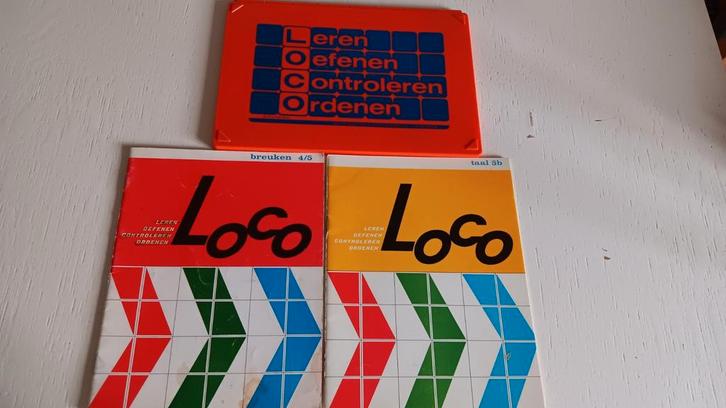 Leren
Oefenen
Controleren
Ordenen
breuken 4/5
LEREN
OEFENEN
CONTROLEREN
ORDENEN
Loco
taal 3b
LEREN
OEFENEN
CONTROLEREN
ORDENEN
Loco